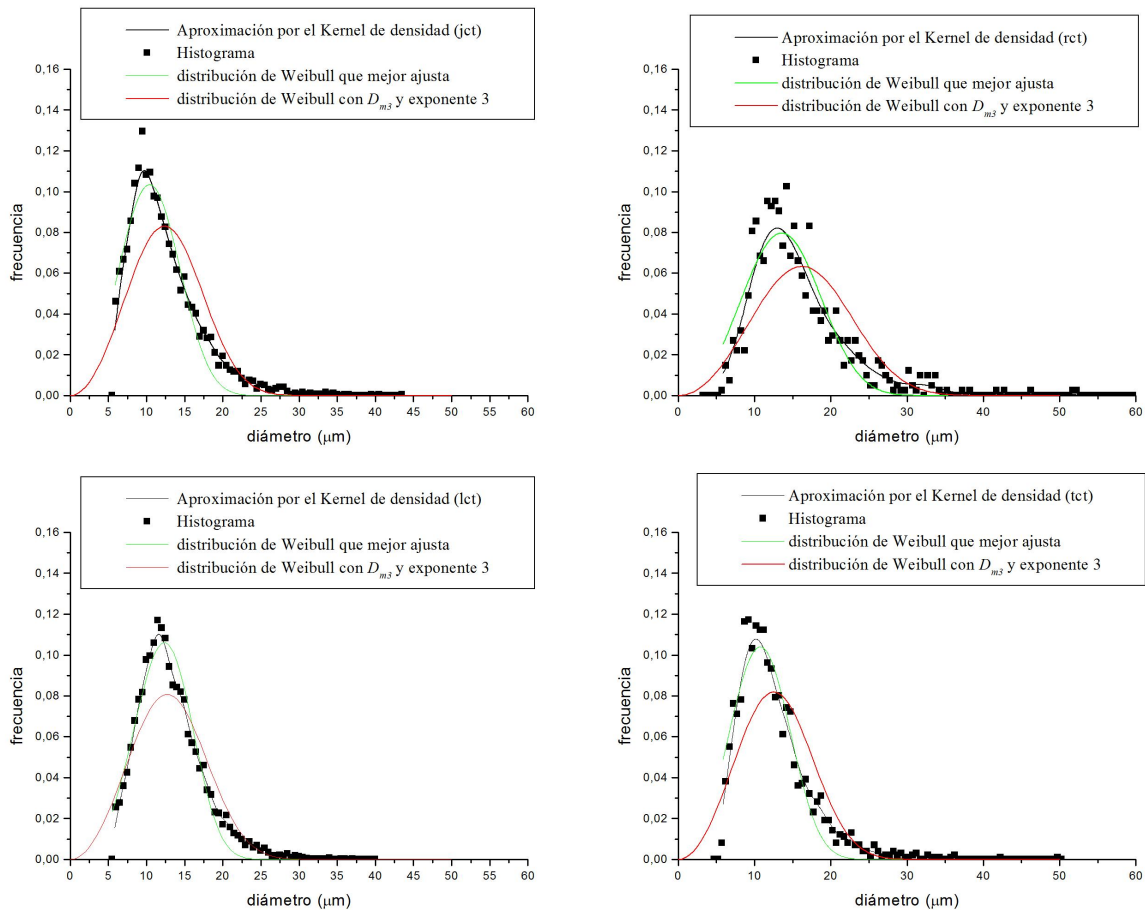 Aproximación por el Kernel de densidad (jct)
Histograma
distribución de Weibull que mejor ajusta
distribución de Weibull con Dm3 y exponente 3
0,16
0,14
0,12
0,10
0,08
0,06
0,04
0,02
0,00
frecuencia
0 5 10 15 20 25 30 35 40 45 50 55 60
diámetro (μm)
Aproximación por el Kernel de densidad (rct)
Histograma
distribución de Weibull que mejor ajusta
distribución de Weibull con Dm3 y exponente 3
0,16
0,14
0,12
0,10
0,08
0,06
0,04
0,02
0,00
frecuencia
0 10 20 30 40 50 60
diámetro (μm)
Aproximación por el Kernel de densidad (lct)
Histograma
distribución de Weibull que mejor ajusta
distribución de Weibull con Dm3 y exponente 3
0,16
0,14
0,12
0,10
0,08
0,06
0,04
0,02
0,00
frecuencia
0 5 10 15 20 25 30 35 40 45 50 55 60
diámetro (μm)
Aproximación por el Kernel de densidad (tct)
Histograma
distribución de Weibull que mejor ajusta
distribución de Weibull con Dm3 y exponente 3
0,16
0,14
0,12
0,10
0,08
0,06
0,04
0,02
0,00
frecuencia
0 10 20 30 40 50 60
diámetro (μm)